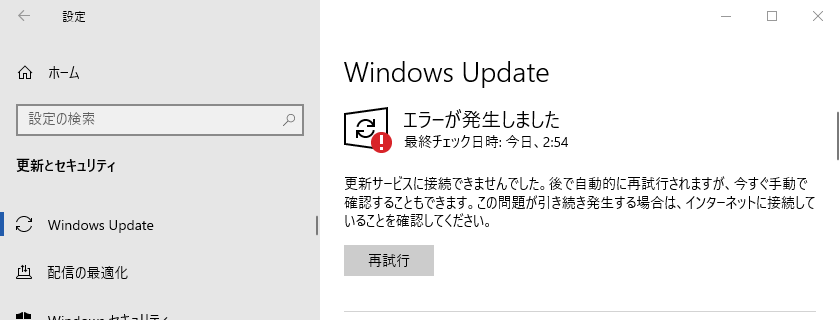 設定
ホーム
設定の検索
更新とセキュリティ
Windows Update
配信の最適化
Windows セキュリティ
Windows Update
エラーが発生しました
最終チェック日時: 今日、2:54
更新サービスに接続できませんでした。後で自動的に再試行されますが、今すぐ手動で
確認することもできます。この問題が引き続き発生する場合は、インターネットに接続して
いることを確認してください。
再試行